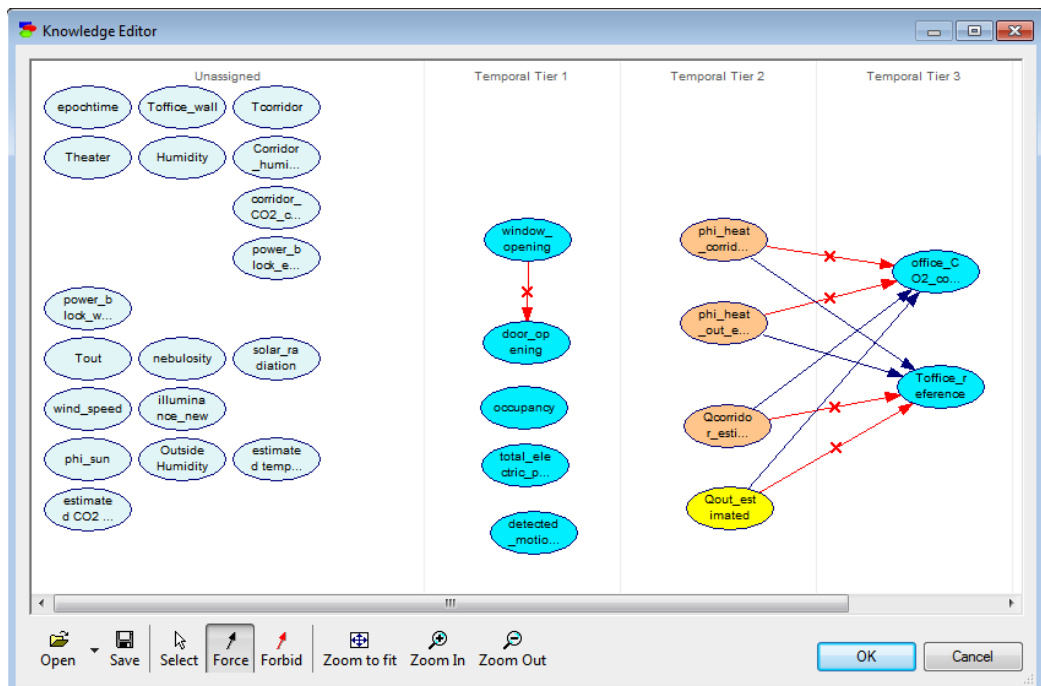 Knowledge Editor
Unassigned
Temporal Tier 1
Temporal Tier 2
Temporal Tier 3
epochtime
Toffice_wall
Tcorridor
Theater
Humidity
Corridor
_humi...
corridor_
CO2_c...
power_b
lock_e...
power_b
lock_w...
Tout
nebulosity
solar_ra
diation
wind_speed
illumina
nce_new
phi_sun
Outside
Humidity
estimate
d temp...
estimate
d CO2 ...
window_
opening
door_op
ening
occupancy
total_ele
ctric_p...
detected
_motio...
phi_heat
_corrid...
phi_heat
_out_e...
Qcorrido
r_esti...
Qout_est
imated
office_C
O2_co...
Toffice_r
eference
Open
Save
Select
Force
Forbid
Zoom to fit
Zoom In
Zoom Out
OK
Cancel